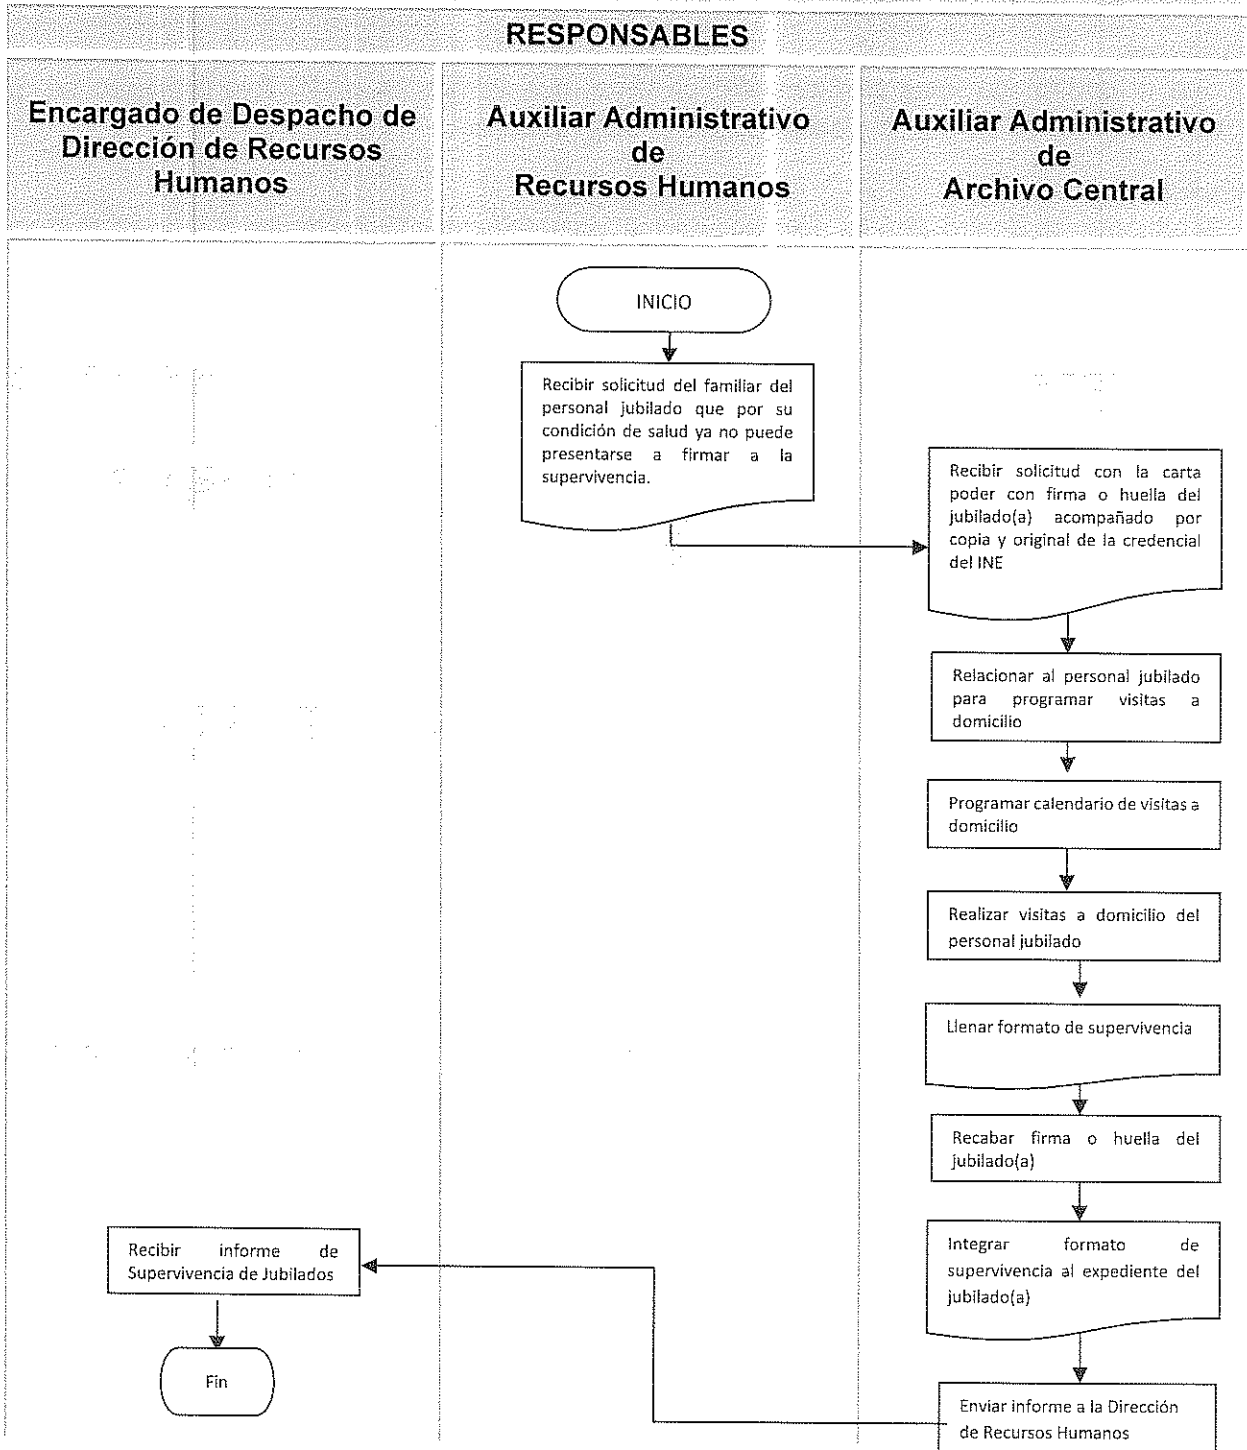 RESPONSABLES
Encargado de Despacho de
Dirección de Recursos
Humanos
Auxiliar Administrativo
de
Recursos Humanos
Auxiliar Administrativo
de
Archivo Central
INICIO
Recibir solicitud del familiar del
personal jubilado que por su
condición de salud ya no puede
presentarse a firmar a la
supervivencia.
Recibir solicitud con la carta
poder con firma o huella del
jubilado(a) acompañado por
copia y original de la credencial
del INE
Relacionar al personal jubilado
para programar visitas a
domicilio
Programar calendario de visitas a
domicilio
Realizar visitas a domicilio del
personal jubilado
Llenar formato de supervivencia
Recabar firma o huella del
jubilado(a)
Integrar formato de
supervivencia al expediente del
jubilado(a)
Enviar informe a la Dirección
de Recursos Humanos
Recibir informe de
Supervivencia de Jubilados
Fin